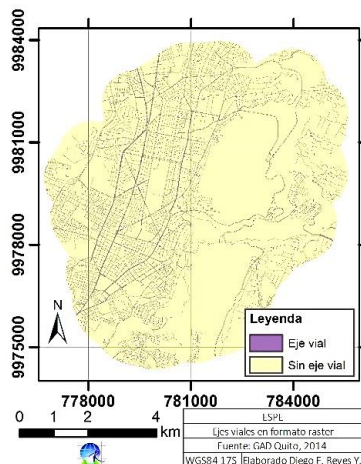 9984000
9981000
9978000
9975000
N
Leyenda
Eje vial
Sin eje vial
778000 781000 784000
0 1 2 4
km
ESPE
Ejes viales en formato raster
Fuente: GAD Quito, 2014
WGS84 17S Elaborado Diego F. Reyes Y.